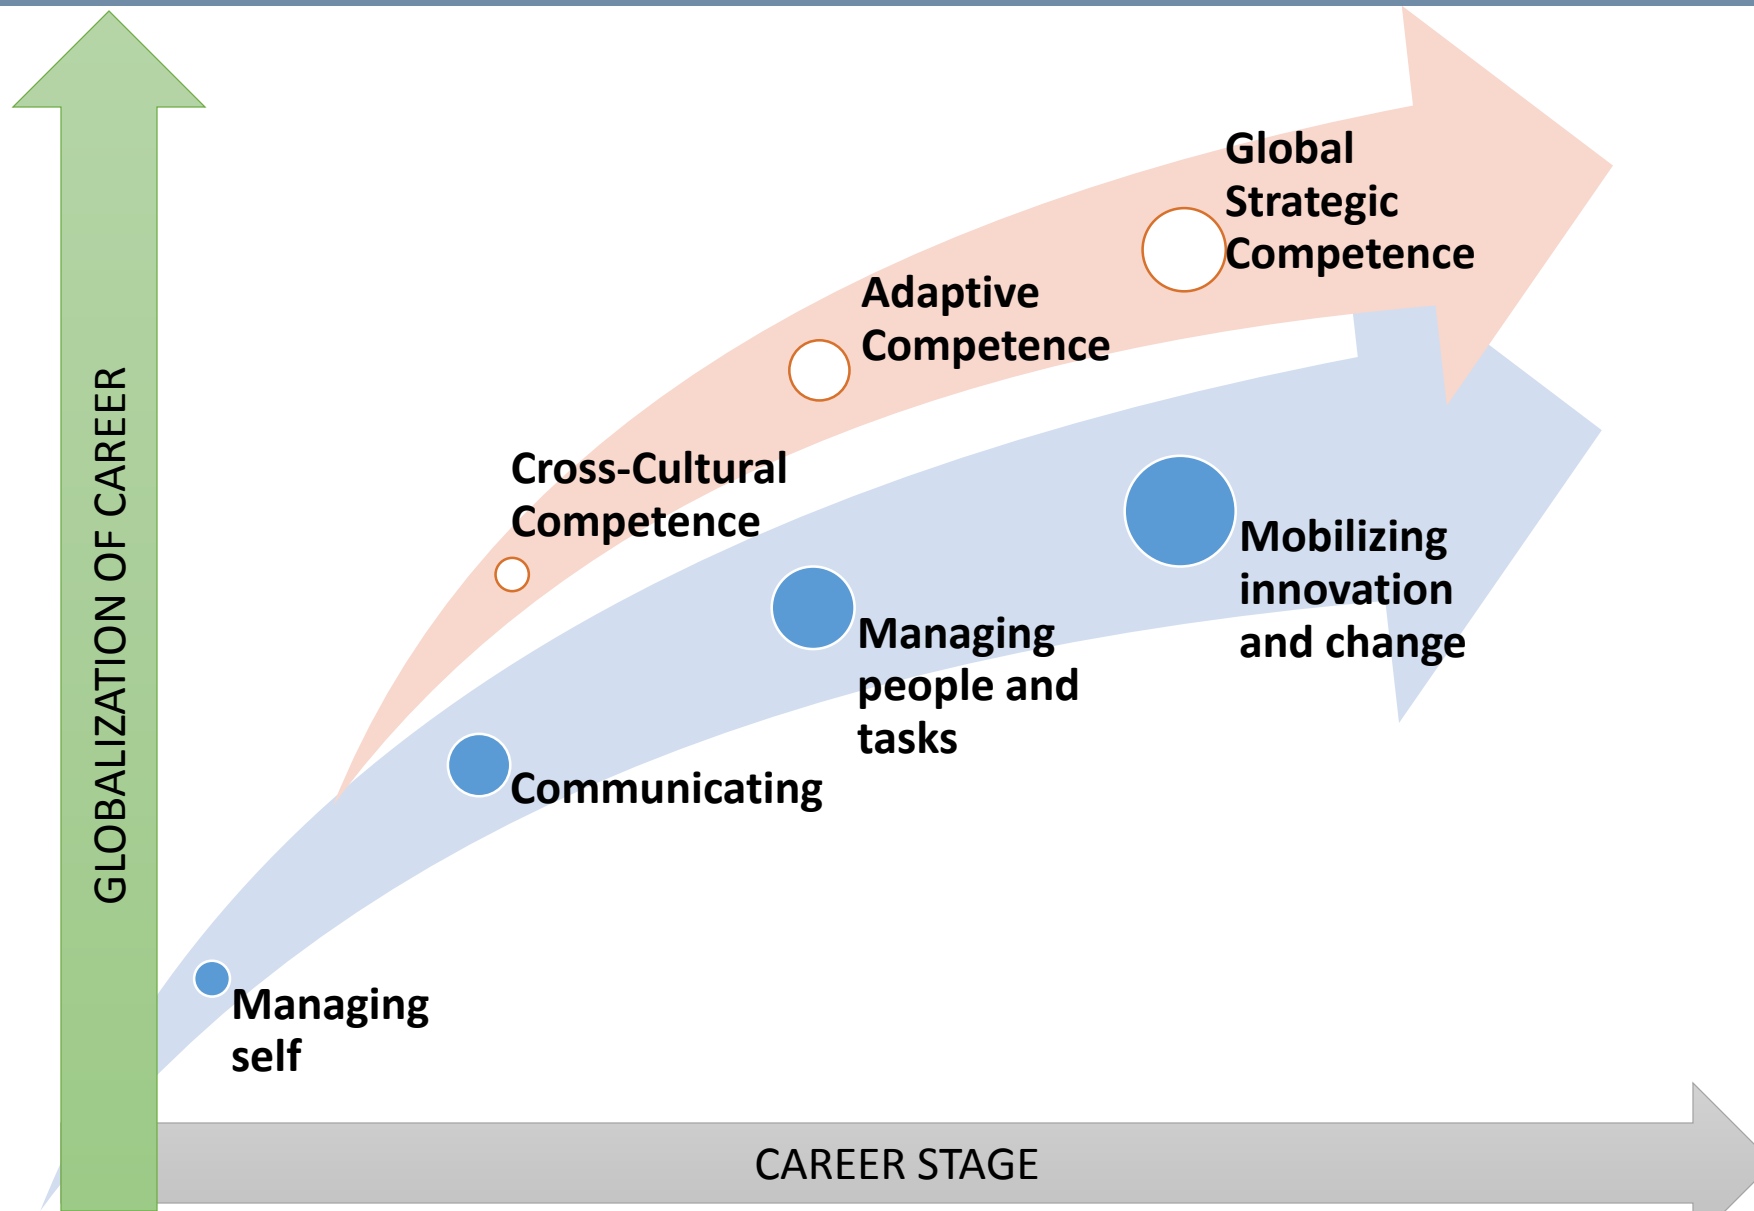 GLOBALIZATION OF CAREER
Global
Strategic
Competence
Adaptive
Competence
Cross-Cultural
Competence
Mobilizing
innovation
and change
Managing
people and
tasks
Communicating
Managing
self
CAREER STAGE